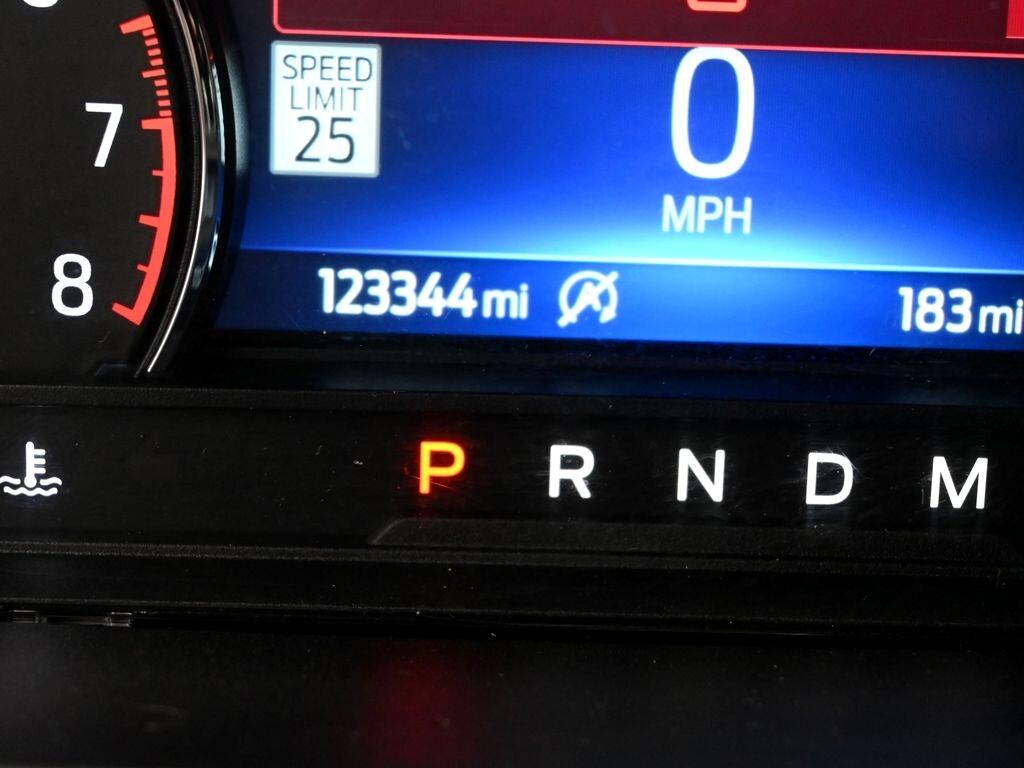 7
8
SPEED
LIMIT
25
0
MPH
123344 mi
183 mi
P R N D M